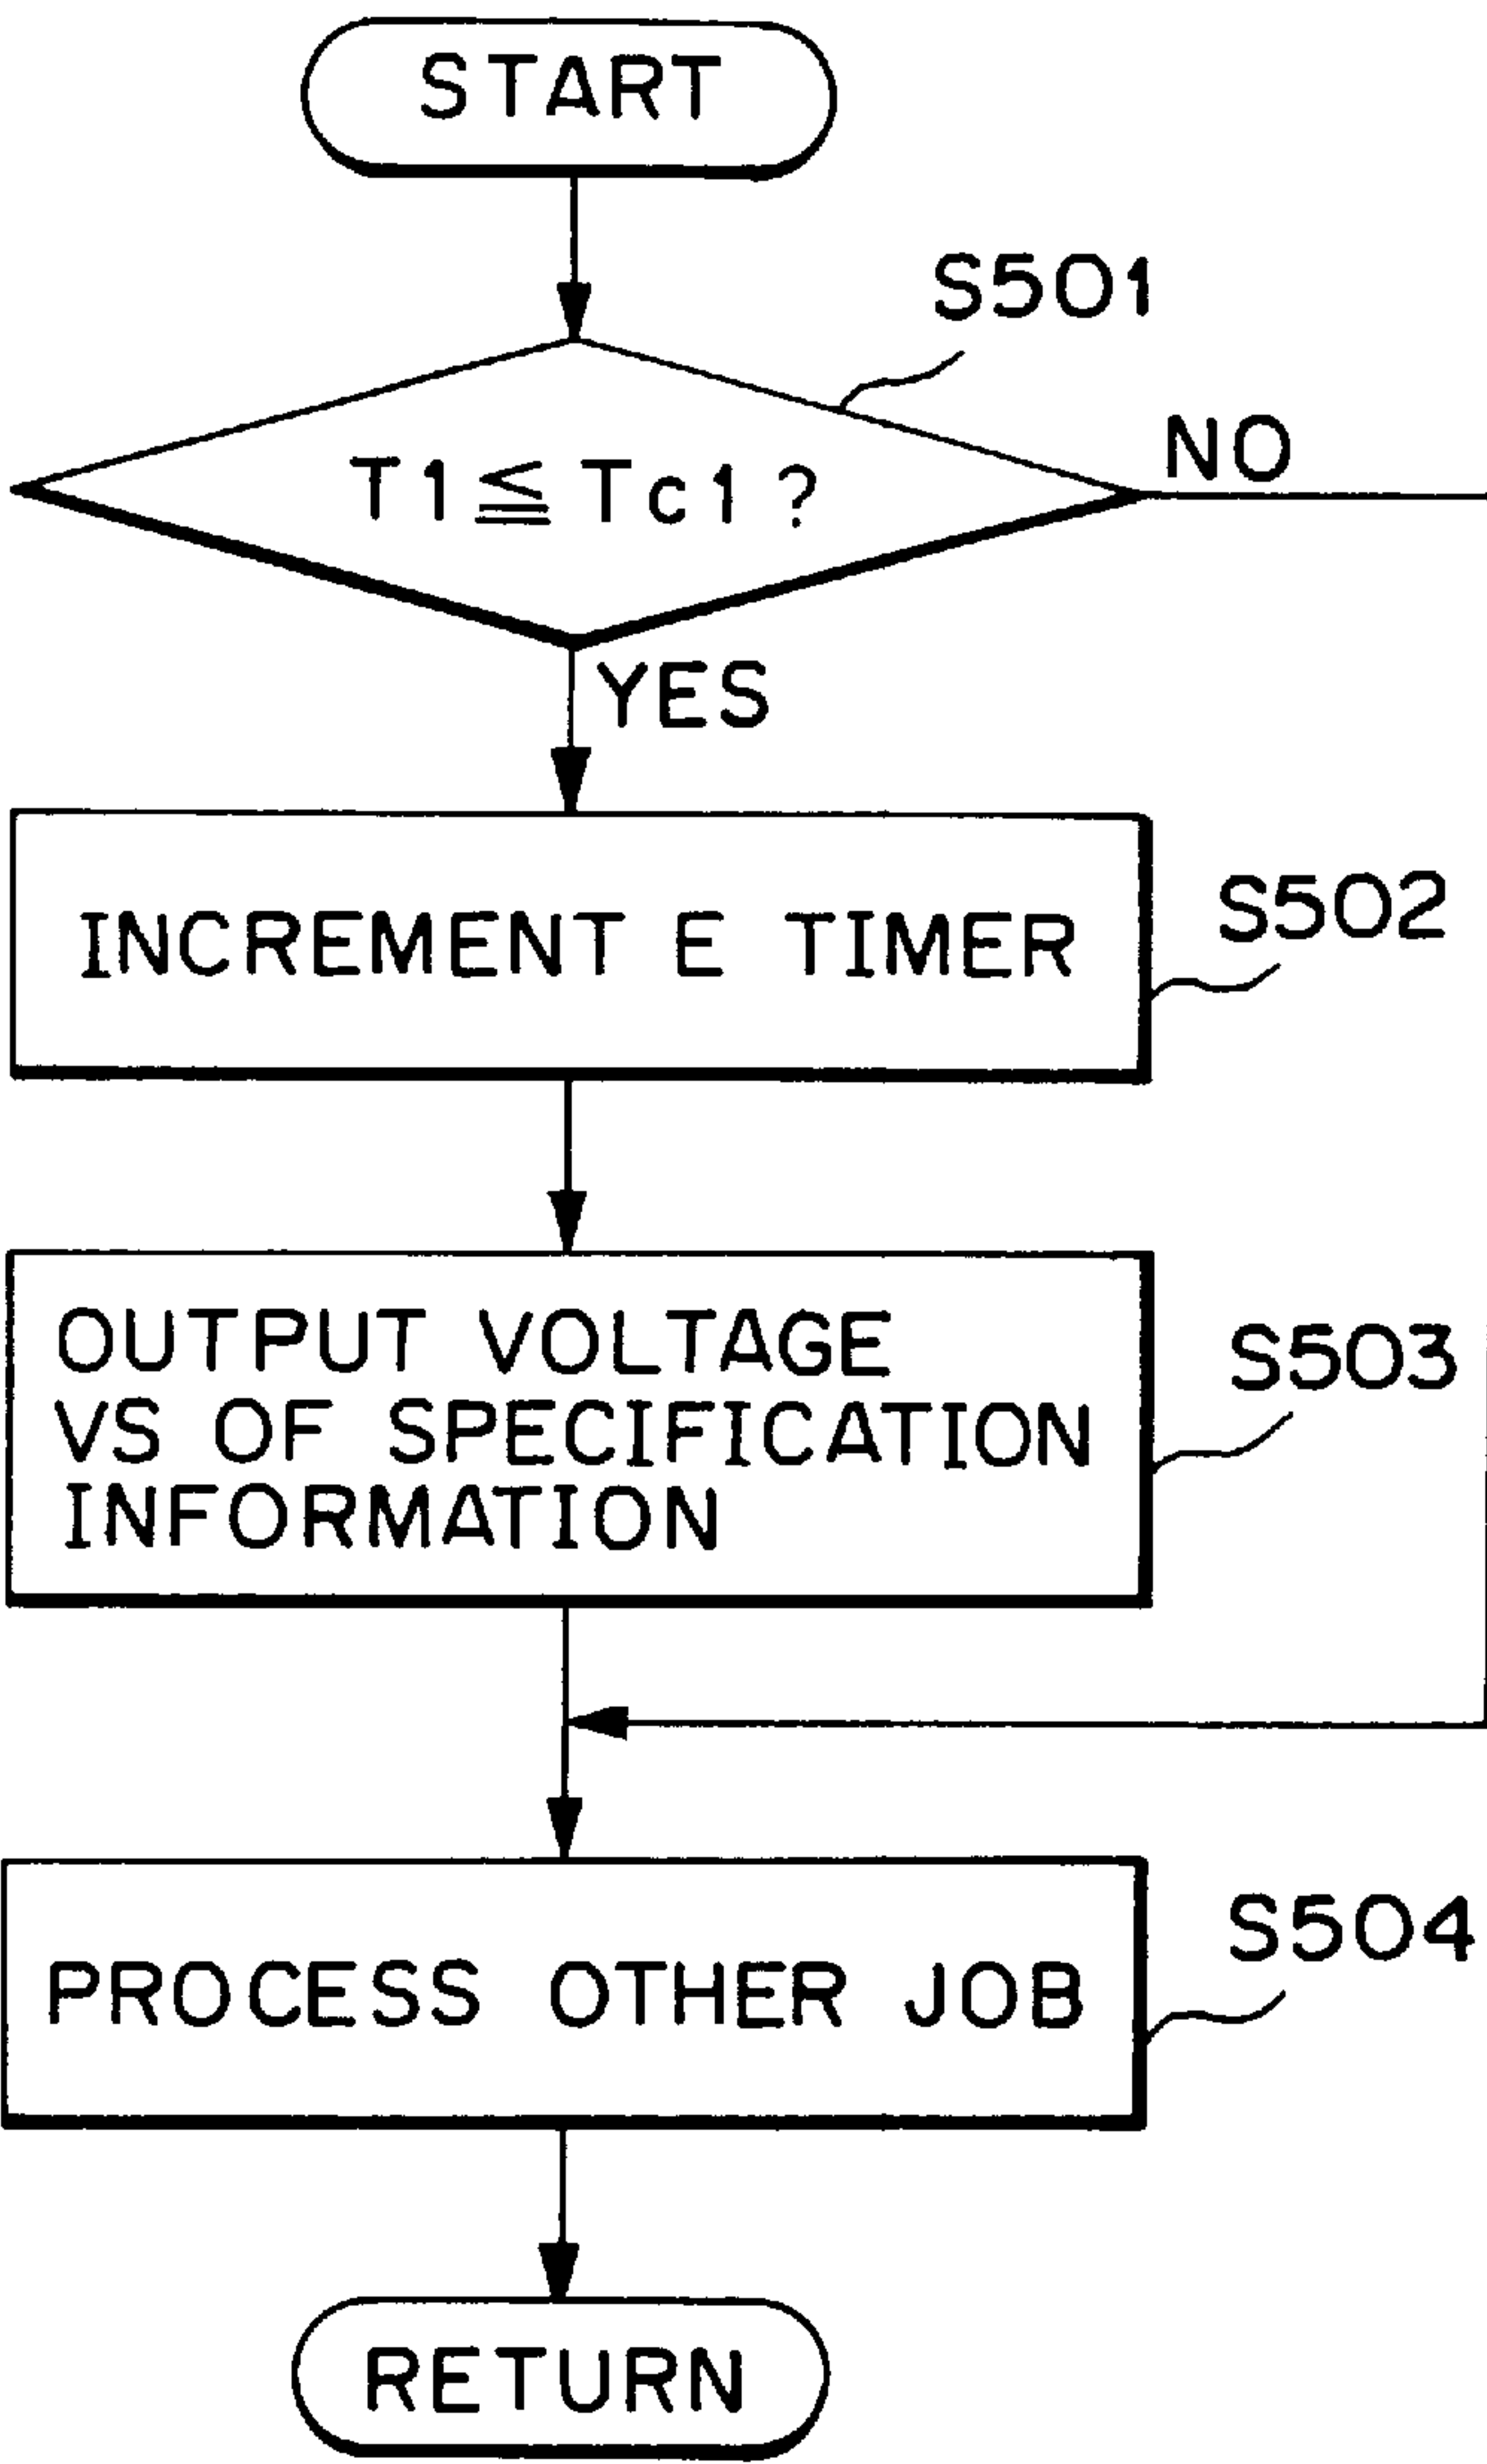 START
S501
T1≦Tc1?
NO
YES
INCREMENT E TIMER
S502
OUTPUT VOLTAGE
VS OF SPECIFICATION
INFORMATION
S503
PROCESS OTHER JOB
S504
RETURN